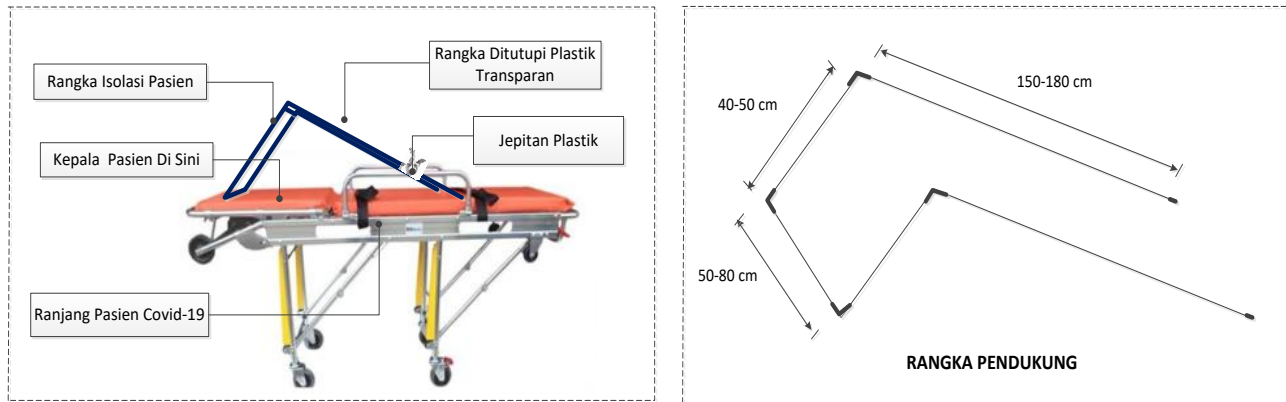 Rangka Isolasi Pasien
Rangka Ditutupi Plastik
Transparan
Kepala Pasien Di Sini
Jepitan Plastik
Ranjang Pasien Covid-19
40-50 cm
150-180 cm
50-80 cm
RANGKA PENDUKUNG